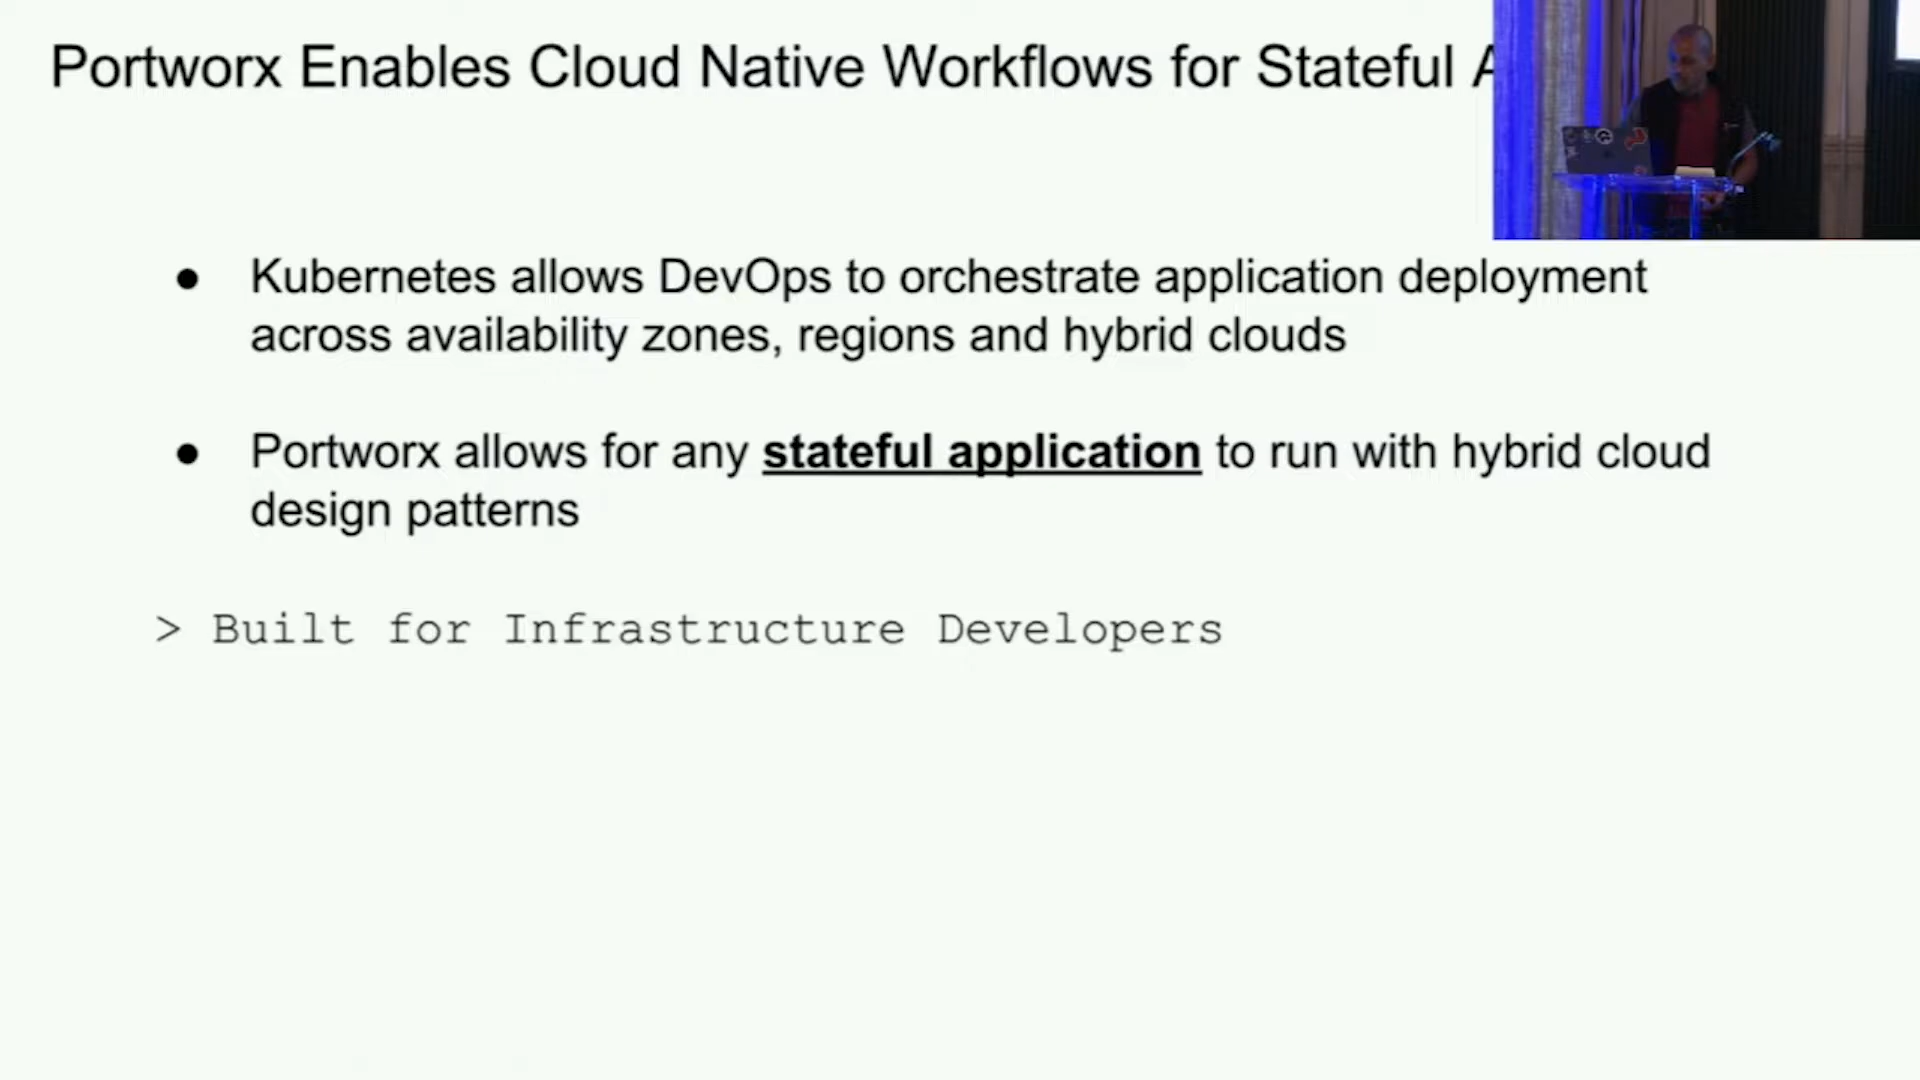 Portworx Enables Cloud Native Workflows for Stateful
● Kubernetes allows DevOps to orchestrate application deployment
across availability zones, regions and hybrid clouds
● Portworx allows for any stateful application to run with hybrid cloud
design patterns
> Built for Infrastructure Developers